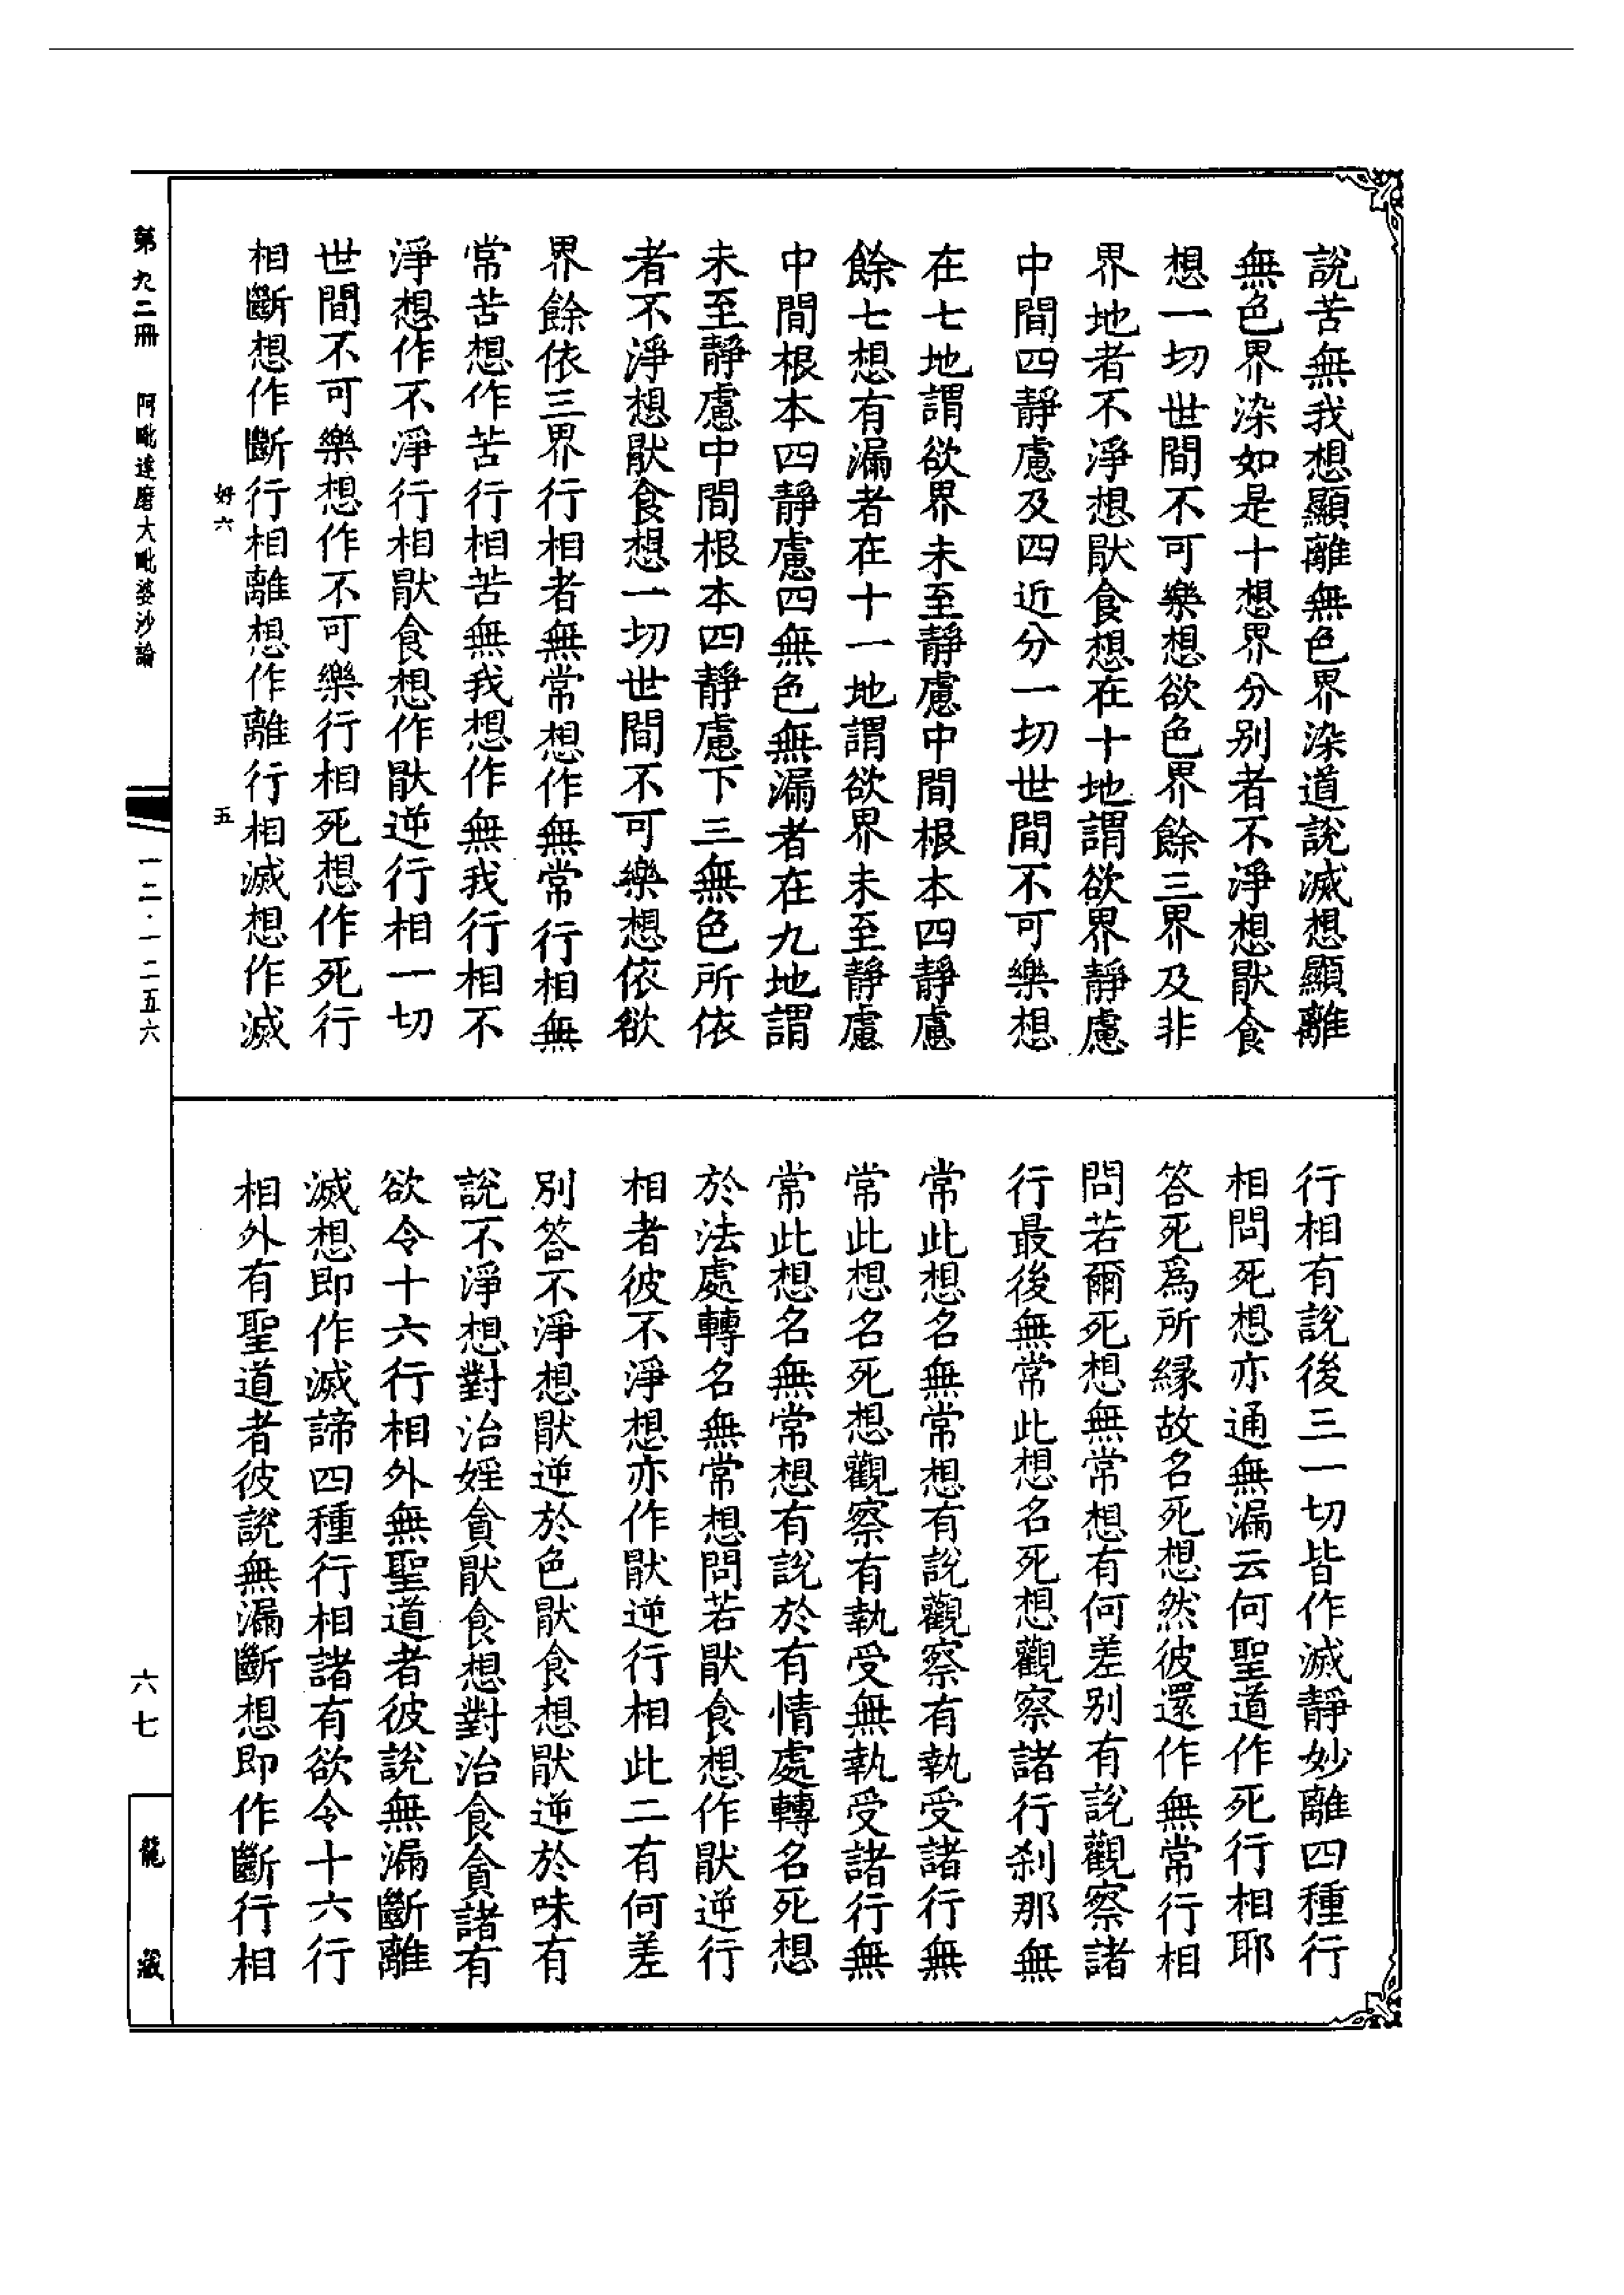 說苦無我想顯離無色界染道說滅想顯離
無色界染如是十想界分別者不淨想猒食
想一切世間不可樂想欲色界餘三界及非
界地者不淨想猒食想在十地謂欲界靜慮
中間四靜慮及四近分一切世間不可樂想
在七地謂欲界未至靜慮中間根本四靜慮
餘七想有漏者在十一地謂欲界未至靜慮
中間根本四靜慮四無色無漏者在九地謂
未至靜慮中間根本四靜慮下三無色所依
者不淨想猒食想一切世間不可樂想依欲
界餘依三界行相者無常想作無常行相無
常苦想作苦行相苦無我想作無我行相不
淨想作不淨行相猒食想作猒逆行相一切
世間不可樂想作不可樂行相死想作死行
相斷想作斷行相離想作離行相滅想作滅
好六
五
行相有說後三一切皆作滅靜妙離四種行
相問死想亦通無漏云何聖道作死行相耶
答死爲所緣故名死想然彼還作無常行相
問若爾死想無常想有何差別有說觀察諸
行最後無常此想名死想觀察諸行刹那無
常此想名無常想有說觀察有執受諸行無
常此想名死想觀察有執受無執受諸行無
常此想名無常想有說於有情處轉名死想
於法處轉名無常想問若猒食想作猒逆行
相者彼不淨想亦作猒逆行相此二有何差
別答不淨想猒逆於色猒食想猒逆於味有
說不淨想對治婬貪猒食想對治食貪諸有
欲令十六行相外無聖道者彼說無漏斷離
滅想即作滅諦四種行相諸有欲令十六行
相外有聖道者彼說無漏斷想即作斷行相
第九二冊
阿毗達磨大毗婆沙論
一二·一二五六
六七
龍藏